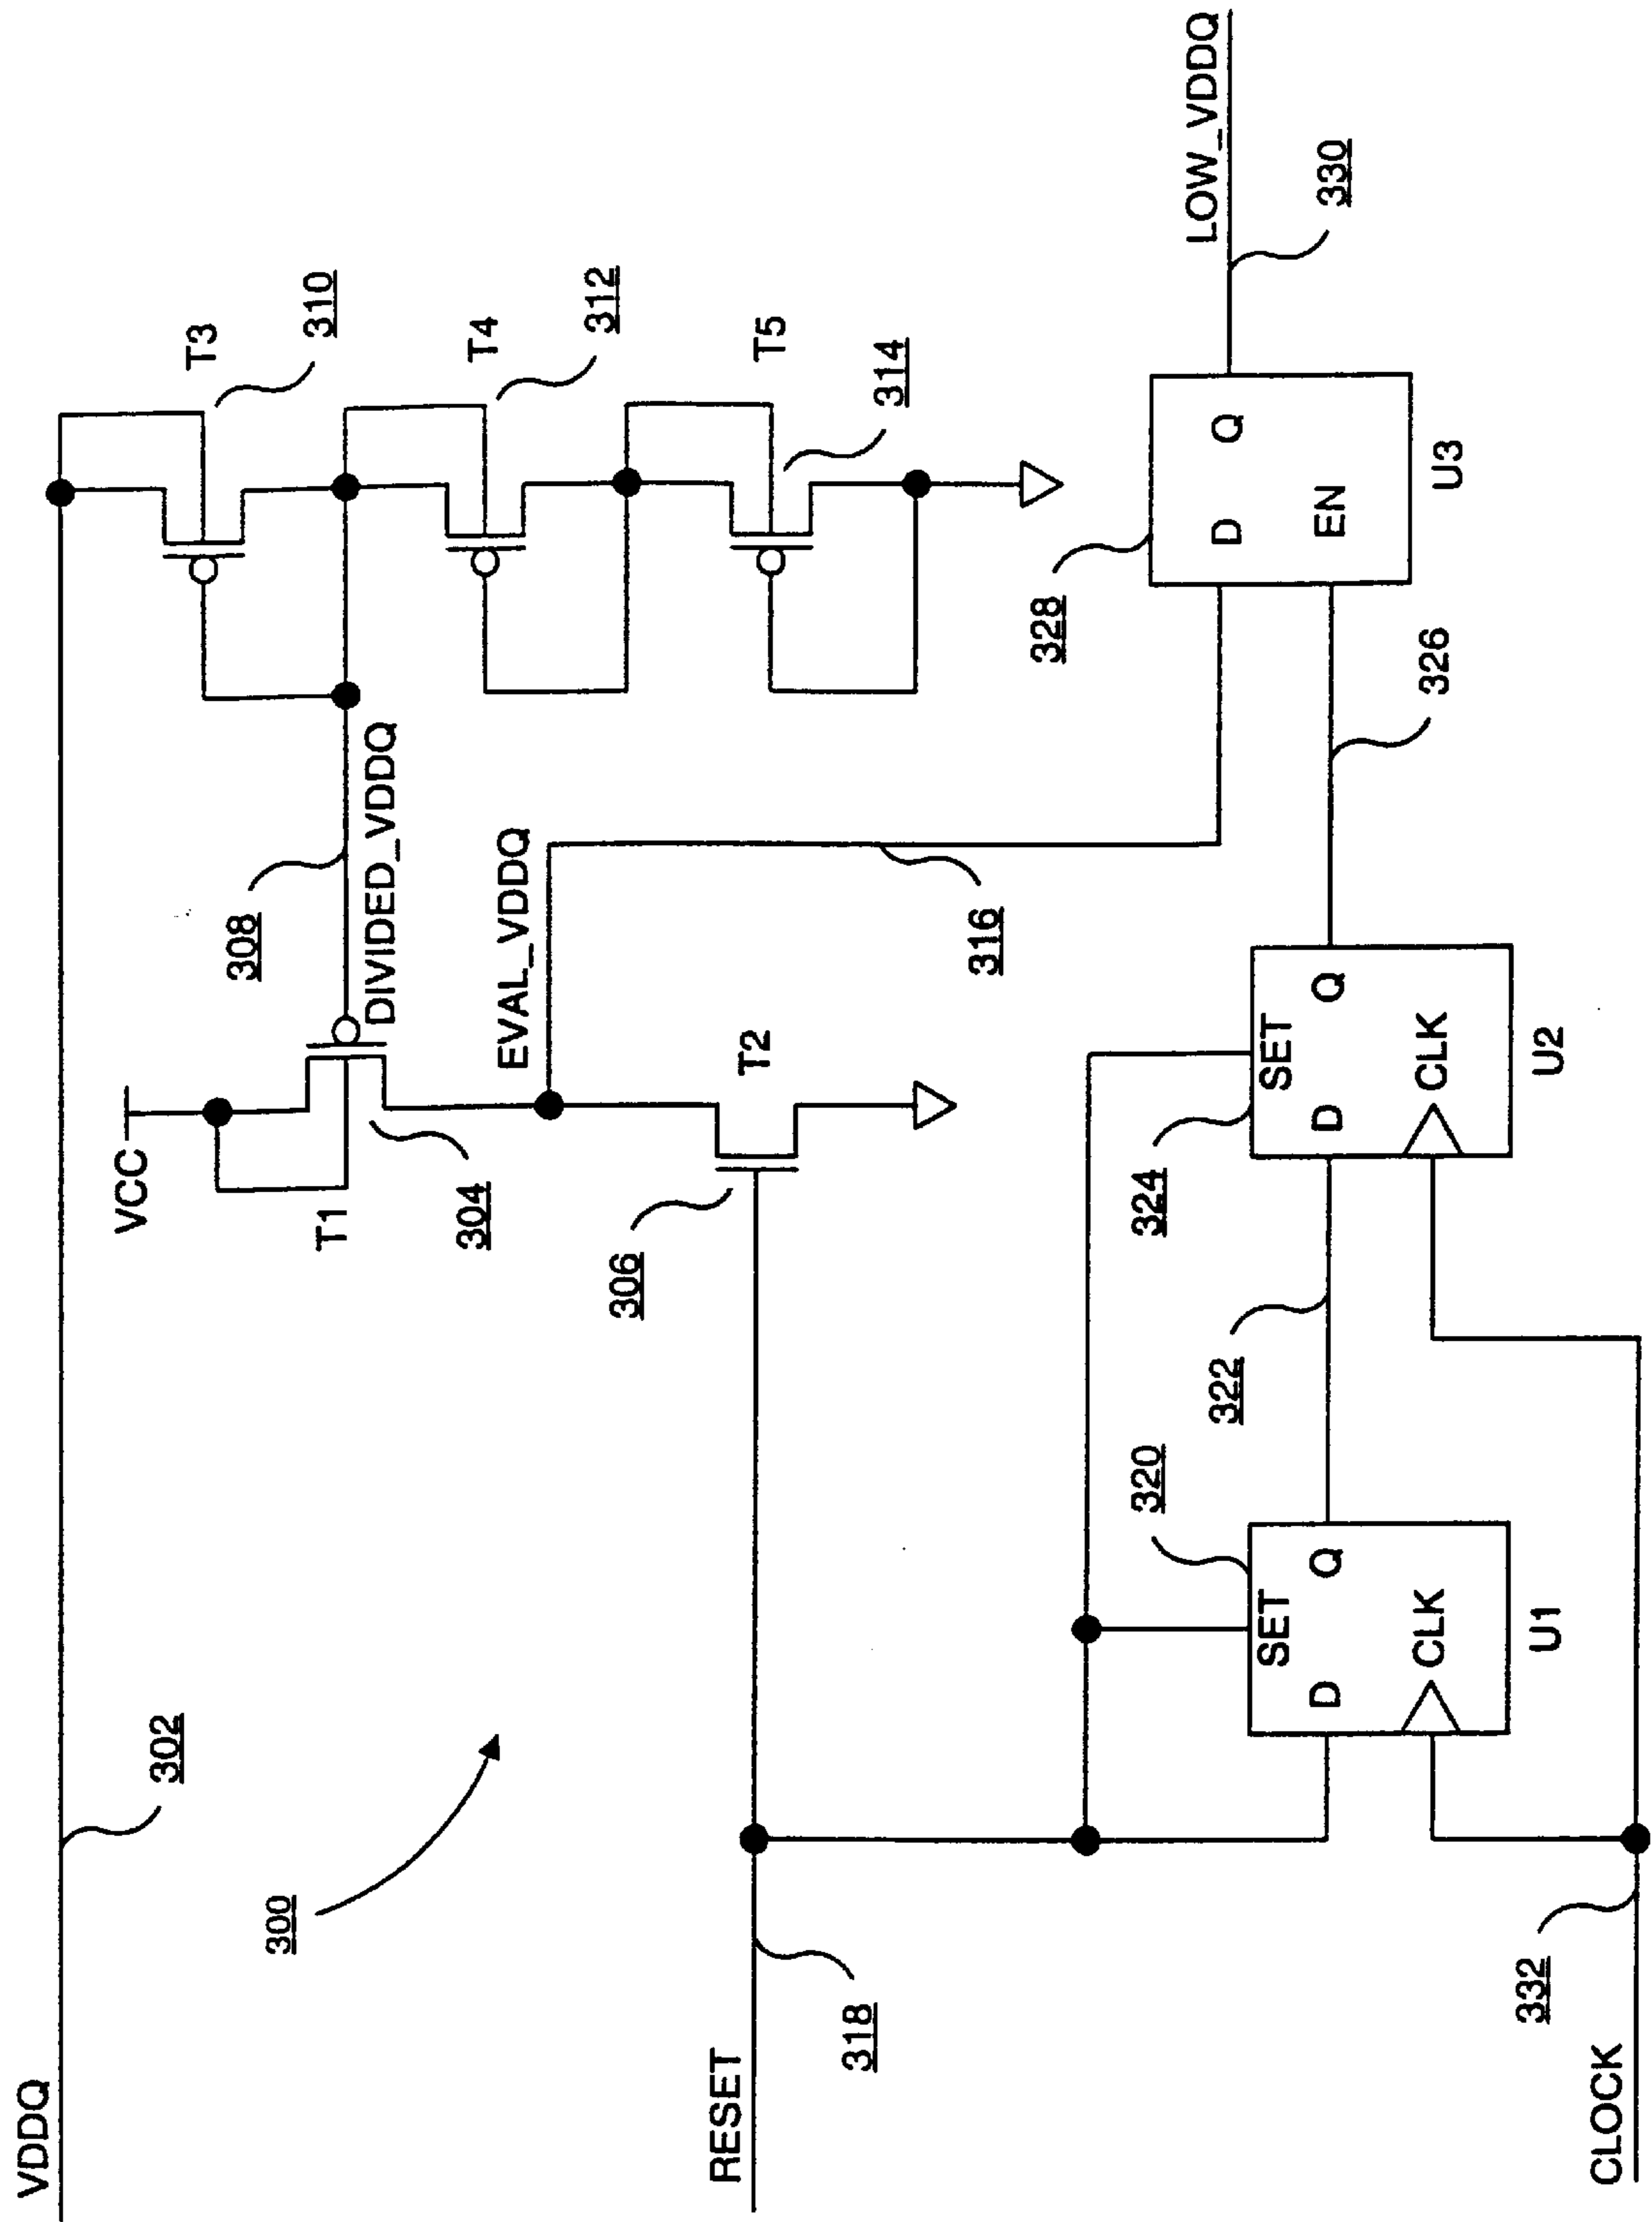 VDDQ
302
300
VCC
T1
304
308
DIVIDED_VDDQ
T3
310
T4
312
T5
314
EVAL_VDDQ
316
T2
306
RESET
318
320
SET
D
Q
CLK
U1
322
324
SET
D
Q
CLK
U2
326
328
D
Q
EN
U3
LOW_VDDQ
330
CLOCK
332